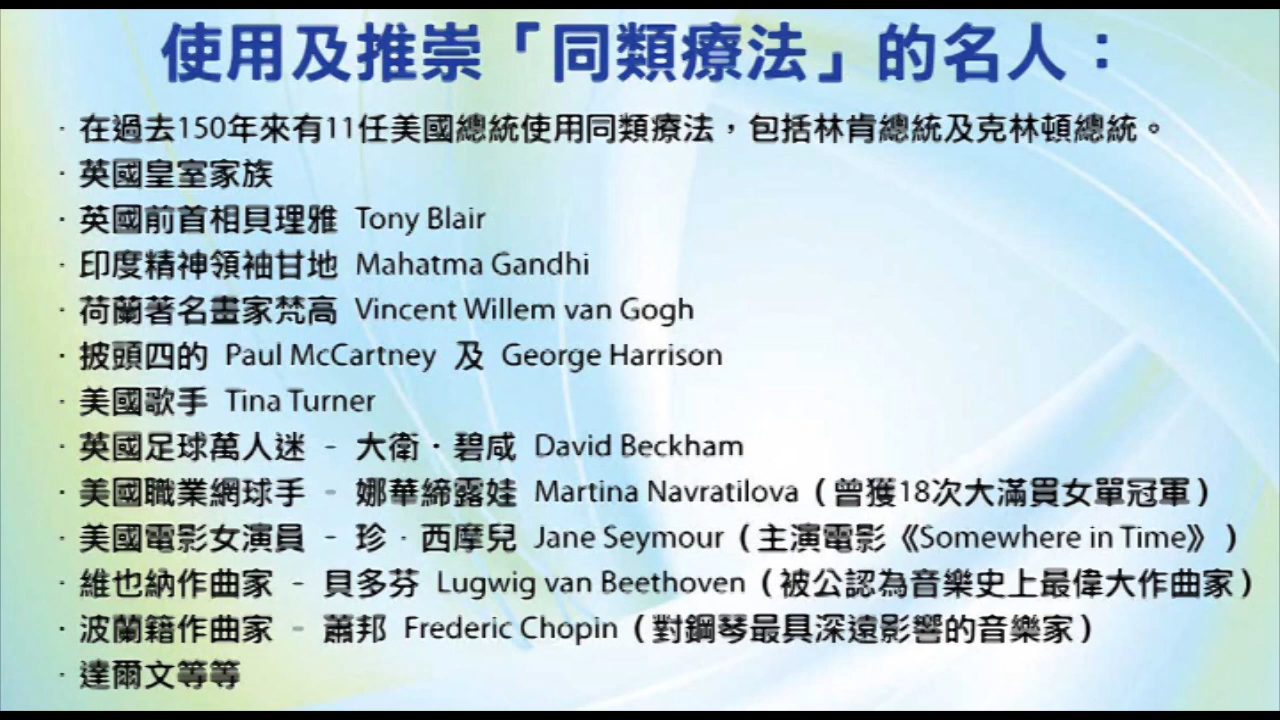 使用及推崇「同類療法」的名人：
· 在過去150年來有11任美國總統使用同類療法，包括林肯總統及克林頓總統。
· 英國皇室家族
· 英國前首相貝理雅 Tony Blair
· 印度精神領袖甘地 Mahatma Gandhi
· 荷蘭著名畫家梵高 Vincent Willem van Gogh
· 披頭四的 Paul McCartney 及 George Harrison
· 美國歌手 Tina Turner
· 英國足球萬人迷 - 大衛·碧咸 David Beckham
· 美國職業網球手 - 娜華締露娃 Martina Navratilova（曾獲18次大滿貫女單冠軍）
· 美國電影女演員 - 珍·西摩兒 Jane Seymour（主演電影《Somewhere in Time》）
· 維也納作曲家 - 貝多芬 Lugwig van Beethoven（被公認為音樂史上最偉大作曲家）
· 波蘭籍作曲家 - 蕭邦 Frederic Chopin（對鋼琴最具深遠影響的音樂家）
· 達爾文等等